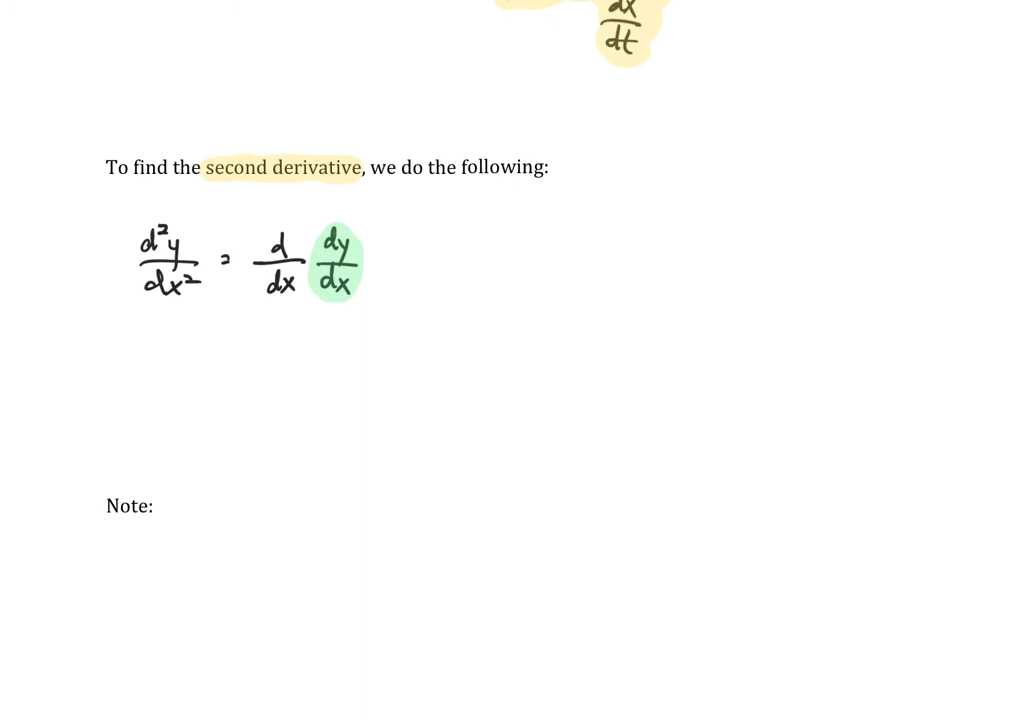 dx
dt
To find the second derivative, we do the following:
d²y/dx² = d/dx dy/dx
Note: